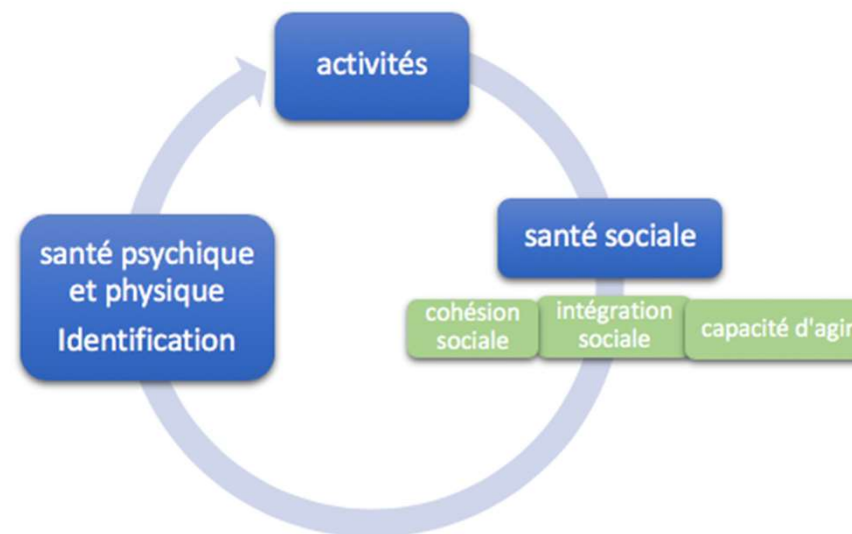 activités
santé sociale
cohésion
sociale
intégration
sociale
capacité d'agir
santé psychique
et physique
Identification